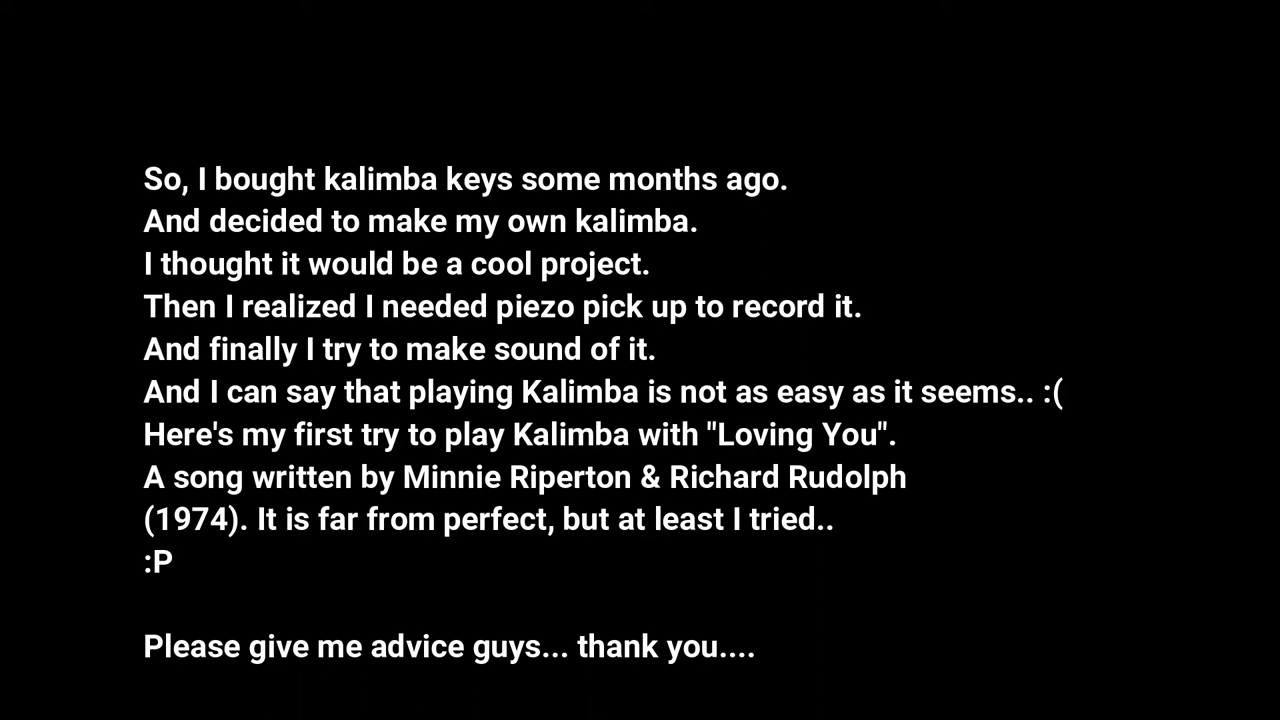 So, I bought kalimba keys some months ago.
And decided to make my own kalimba.
I thought it would be a cool project.
Then I realized I needed piezo pick up to record it.
And finally I try to make sound of it.
And I can say that playing Kalimba is not as easy as it seems.. :(
Here's my first try to play Kalimba with "Loving You".
A song written by Minnie Riperton & Richard Rudolph
(1974). It is far from perfect, but at least I tried..
:P
Please give me advice guys... thank you....